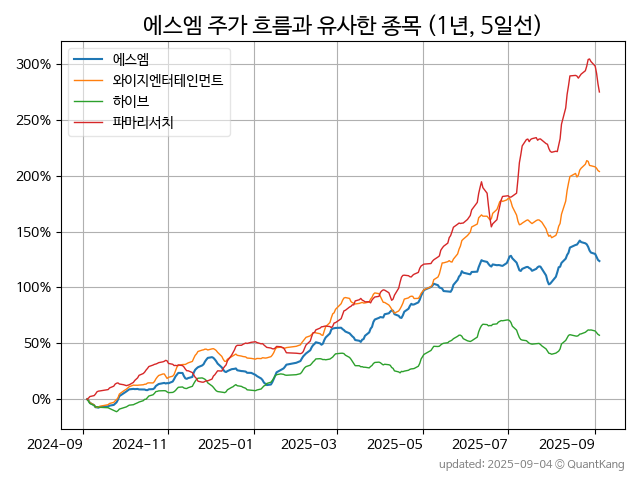 에스엠 주가 흐름과 유사한 종목 (1년, 5일선)
에스엠
와이지엔터테인먼트
하이브
파마리서치
300%
250%
200%
150%
100%
50%
0%
2024-09 2024-11 2025-01 2025-03 2025-05 2025-07 2025-09
updated: 2025-09-04 © QuantKang